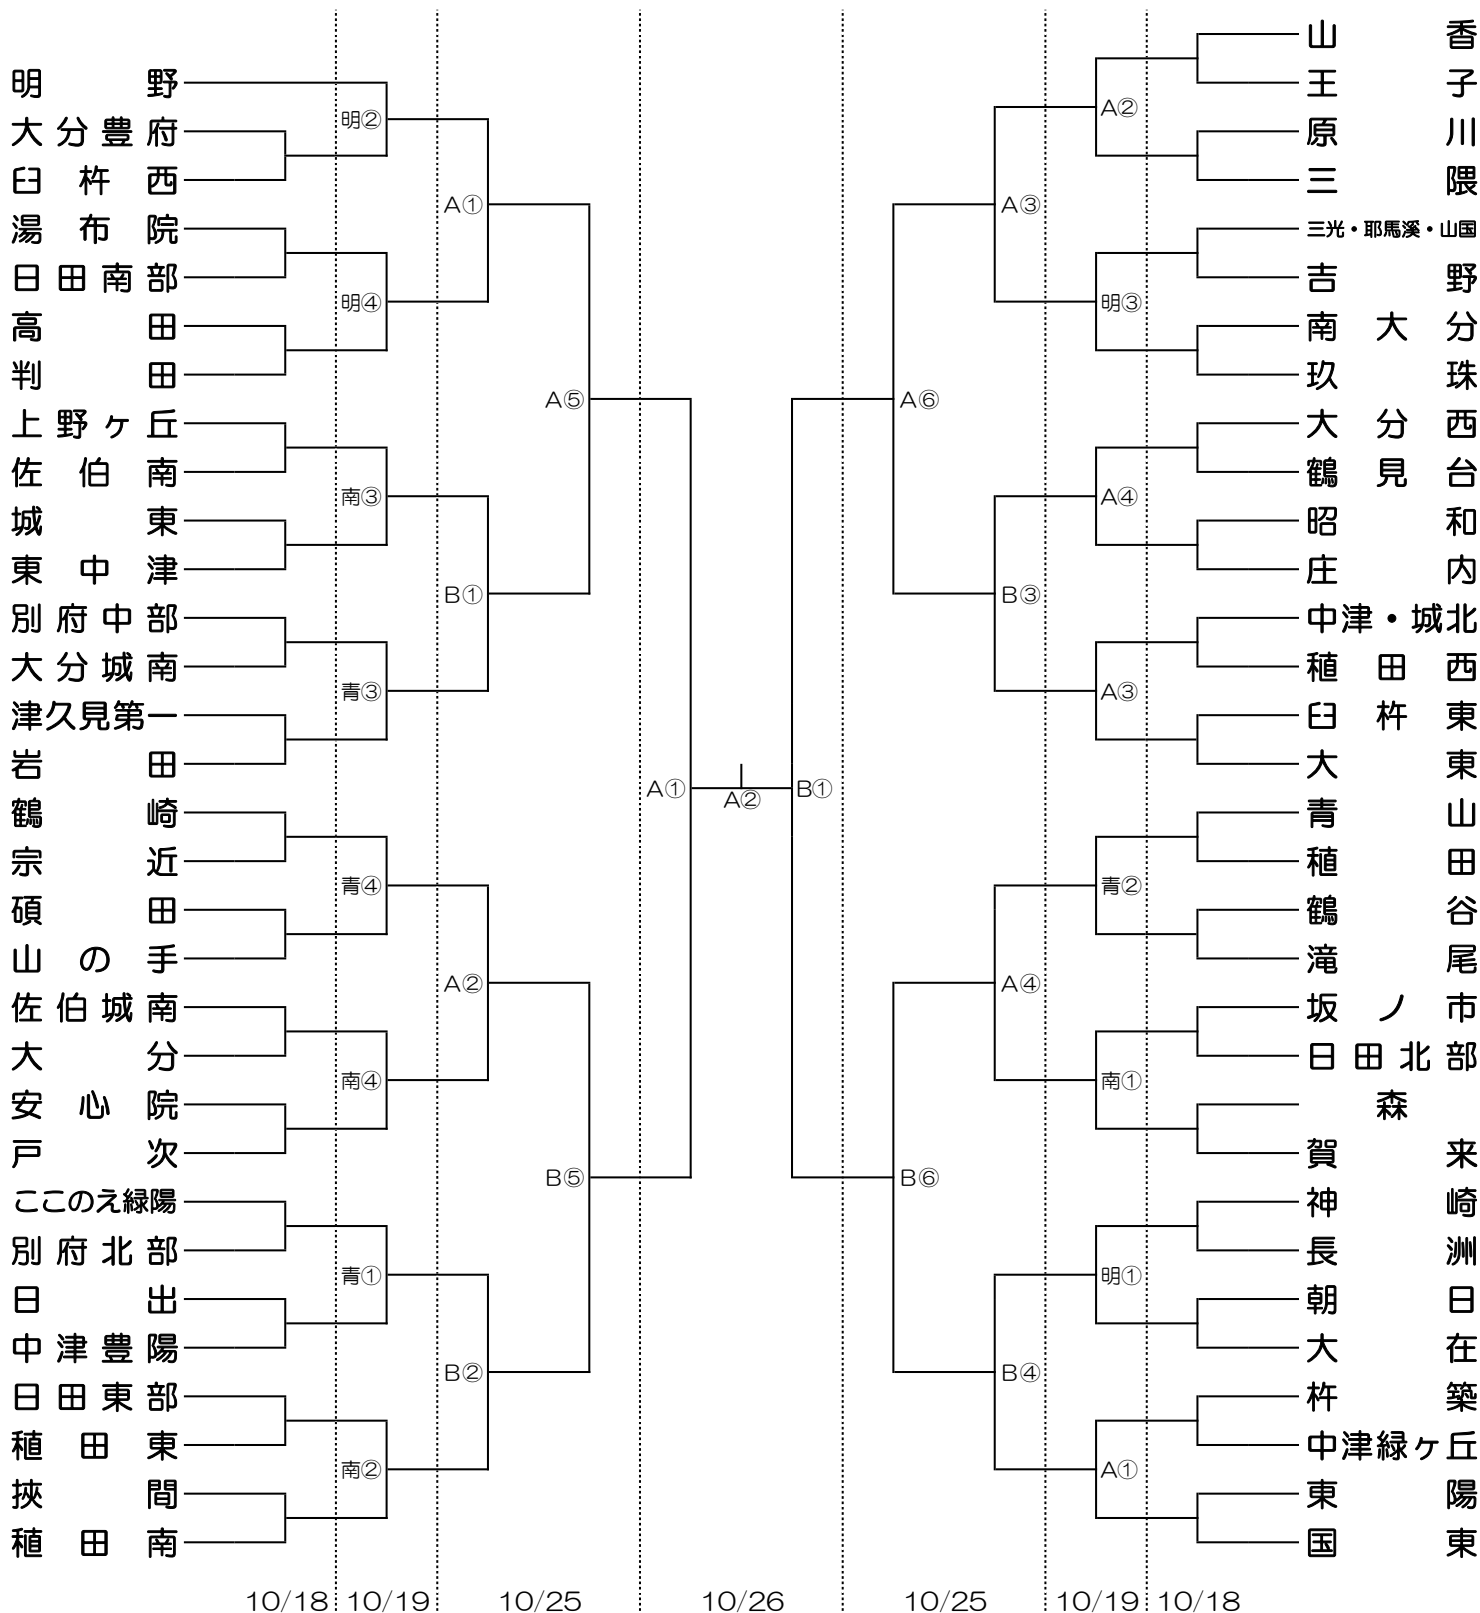 明野
大分豊府
臼杵西
湯布院
日田南部
高田
判田
上野ヶ丘
佐伯南
城東
東中津
別府中部
大分城南
津久見第一
岩田
鶴崎
宗近
碩田
山の手
佐伯城南
大分
安心院
戸次
ここのえ緑陽
別府北部
日出
中津豊陽
日田東部
稙田東
挾間
稙田南
明②
明④
南③
青③
青④
南④
青①
南②
A①
B①
A②
B②
A⑤
B⑤
A①
A②
B①
A⑥
B⑥
A③
B③
A④
B④
A②
明③
A④
A③
青②
南①
明①
A①
山香
王子
原川
三隈
三光・耶馬溪・山国
吉野
南大分
玖珠
大分西
鶴見台
昭和
庄内
中津・城北
稙田西
臼杵東
大東
青山
稙田
鶴谷
滝尾
坂ノ市
日田北部
森
賀来
神崎
長洲
朝日
大在
杵築
中津緑ヶ丘
東陽
国東
10/18 10/19 10/25 10/26 10/25 10/19 10/18